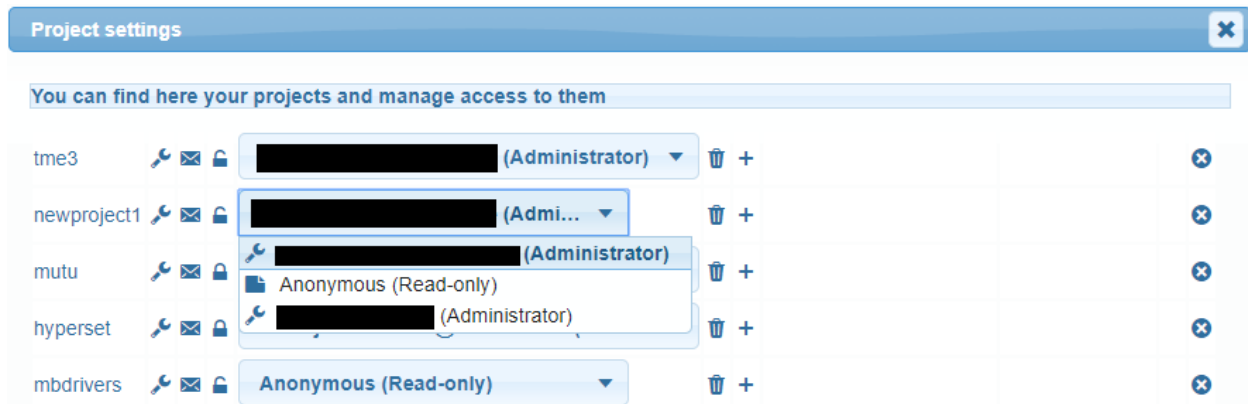 Project settings
You can find here your projects and manage access to them
tme3 (Administrator)
newproject1 (Admi...
(Administrator)
mutu
Anonymous (Read-only)
(Administrator)
hyperset
mbdrivers Anonymous (Read-only)